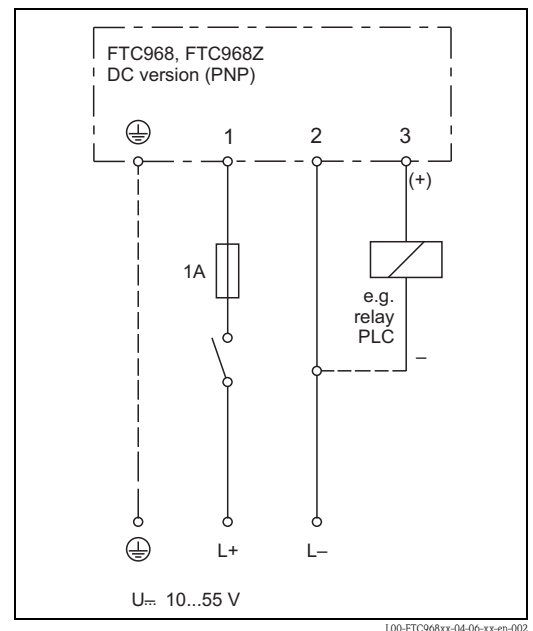 FTC968, FTC968Z
DC version (PNP)
1 2 3
(+)
1A
e.g.
relay
PLC
–
L+ L–
U⎓ 10...55 V
L00-FTC968xx-04-06-xx-en-002